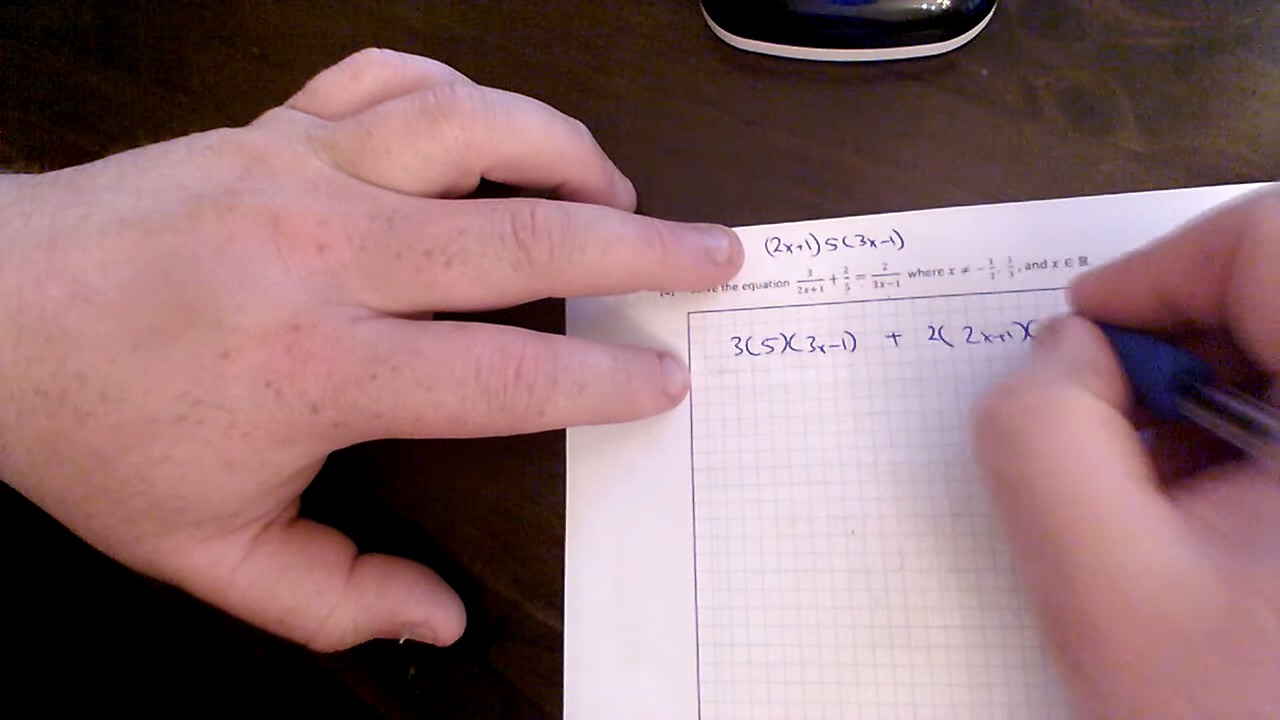 (2x+1) 5 (3x-1)
the equation 3/(2x+1) + 2/5 = 2/(3x-1) where x ≠ -1/2, 1/3, and x ∈ ℝ
3(5)(3x-1) + 2(2x+1)(